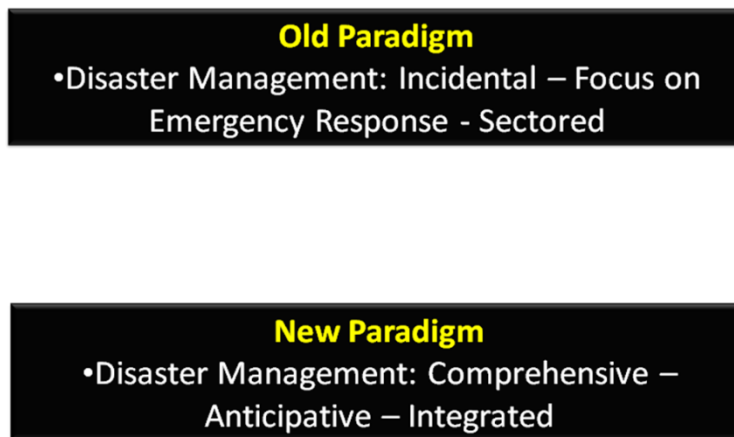 Old Paradigm
•Disaster Management: Incidental – Focus on
Emergency Response - Sectored
New Paradigm
•Disaster Management: Comprehensive –
Anticipative – Integrated